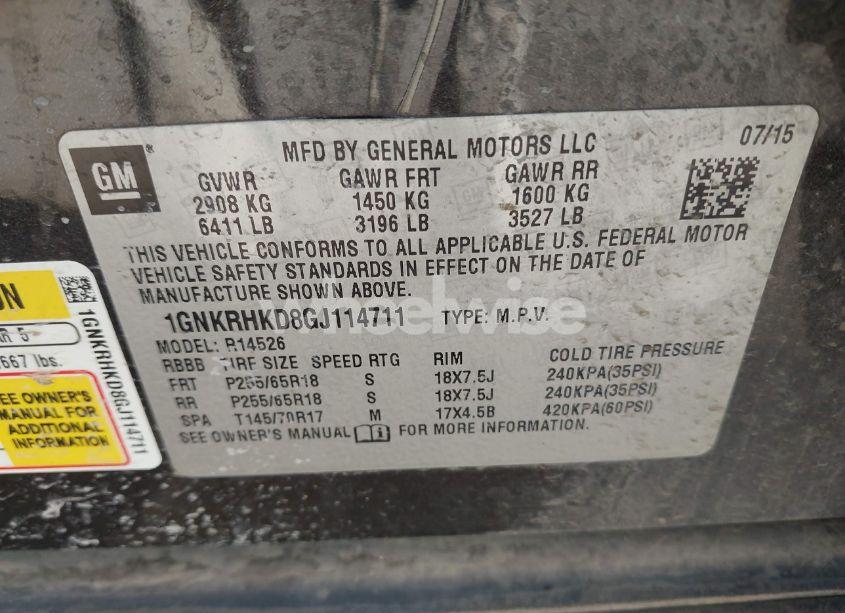 GM
MFD BY GENERAL MOTORS LLC
07/15
GVWR GAWR FRT GAWR RR
2908 KG 1450 KG 1600 KG
6411 LB 3196 LB 3527 LB
THIS VEHICLE CONFORMS TO ALL APPLICABLE U.S. FEDERAL MOTOR
VEHICLE SAFETY STANDARDS IN EFFECT ON THE DATE OF
MANUFACTURE SHOWN ABOVE.
1GNKRHKD8GJ114711 TYPE: M.P.V.
wheelwise
MODEL: R14526
RBBB TIRE SIZE SPEED RTG RIM COLD TIRE PRESSURE
FRT P255/65R18 S 18X7.5J 240KPA(35PSI)
RR P255/65R18 S 18X7.5J 240KPA(35PSI)
SPA T145/70R17 M 17X4.5B 420KPA(60PSI)
SEE OWNER'S MANUAL FOR MORE INFORMATION.
667 lbs.
SEE OWNER'S
MANUAL FOR
ADDITIONAL
INFORMATION
1GNKRHKD8GJ114711